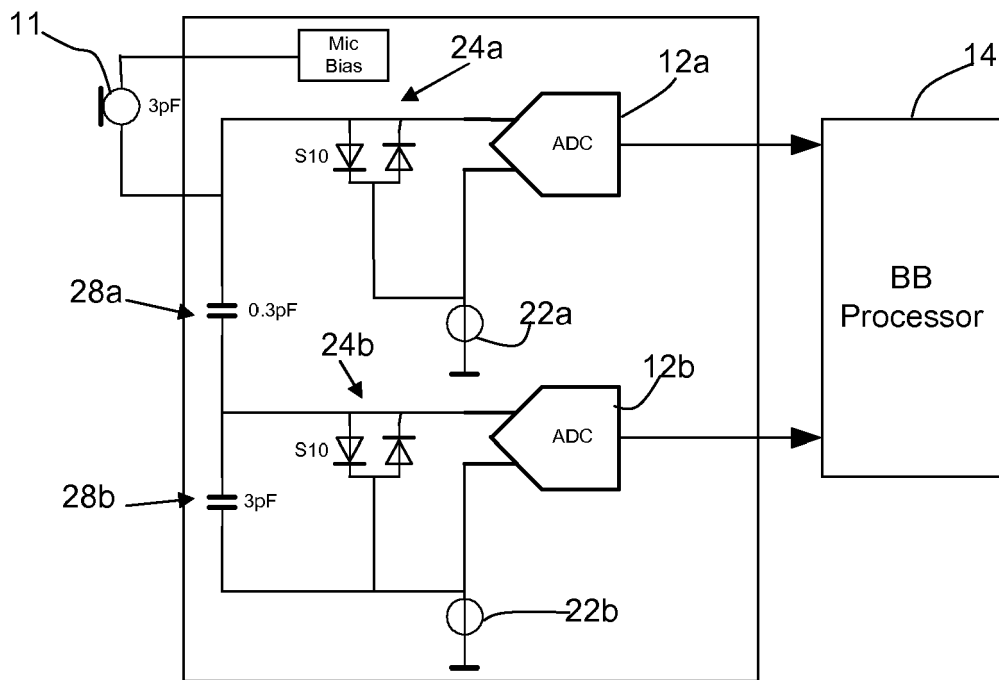 11
Mic
Bias
24a
12a
14
3pF
S10
ADC
28a
0.3pF
22a
BB
Processor
24b
12b
S10
ADC
28b
3pF
22b